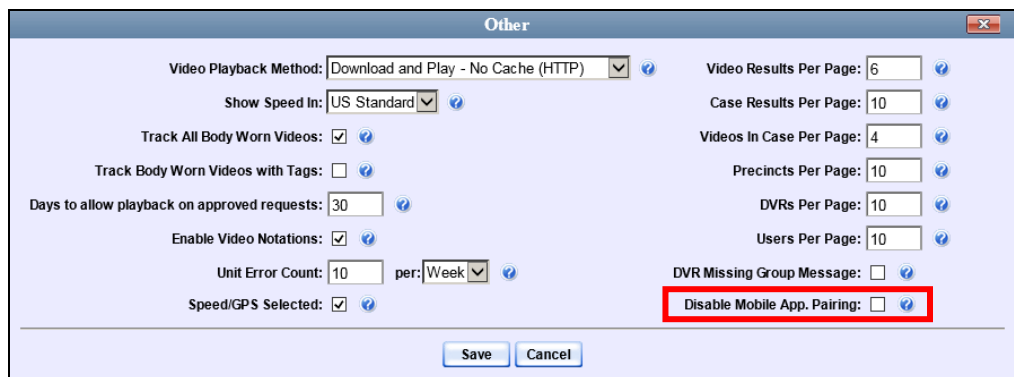 Other
Video Playback Method: Download and Play - No Cache (HTTP)
Show Speed In: US Standard
Track All Body Worn Videos:
Track Body Worn Videos with Tags:
Days to allow playback on approved requests: 30
Enable Video Notations:
Unit Error Count: 10 per: Week
Speed/GPS Selected:
Video Results Per Page: 6
Case Results Per Page: 10
Videos In Case Per Page: 4
Precincts Per Page: 10
DVRs Per Page: 10
Users Per Page: 10
DVR Missing Group Message:
Disable Mobile App. Pairing:
Save Cancel